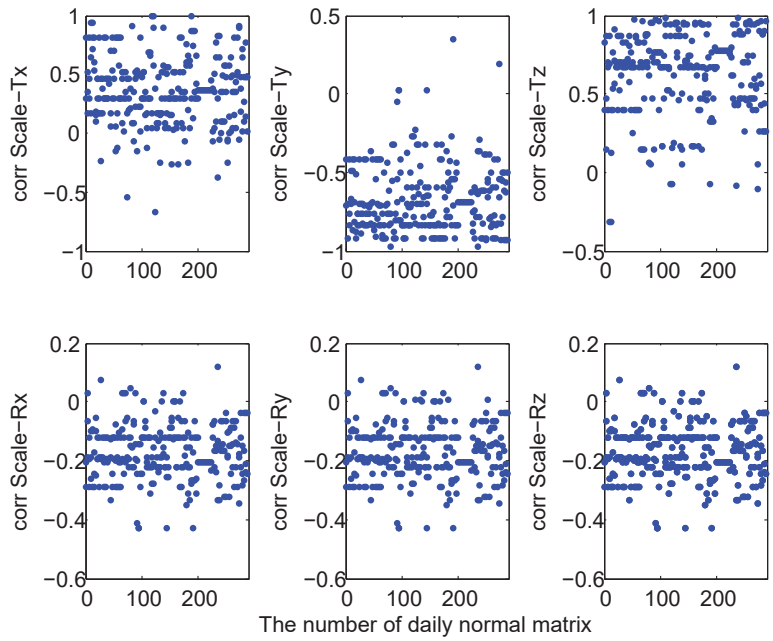 corr Scale−Tx
1
0.5
0
−0.5
−1
0 100 200
corr Scale−Ty
0.5
0
−0.5
−1
0 100 200
corr Scale−Tz
1
0.5
0
−0.5
0 100 200
corr Scale−Rx
0.2
0
−0.2
−0.4
−0.6
0 100 200
corr Scale−Ry
0.2
0
−0.2
−0.4
−0.6
0 100 200
corr Scale−Rz
0.2
0
−0.2
−0.4
−0.6
0 100 200
The number of daily normal matrix